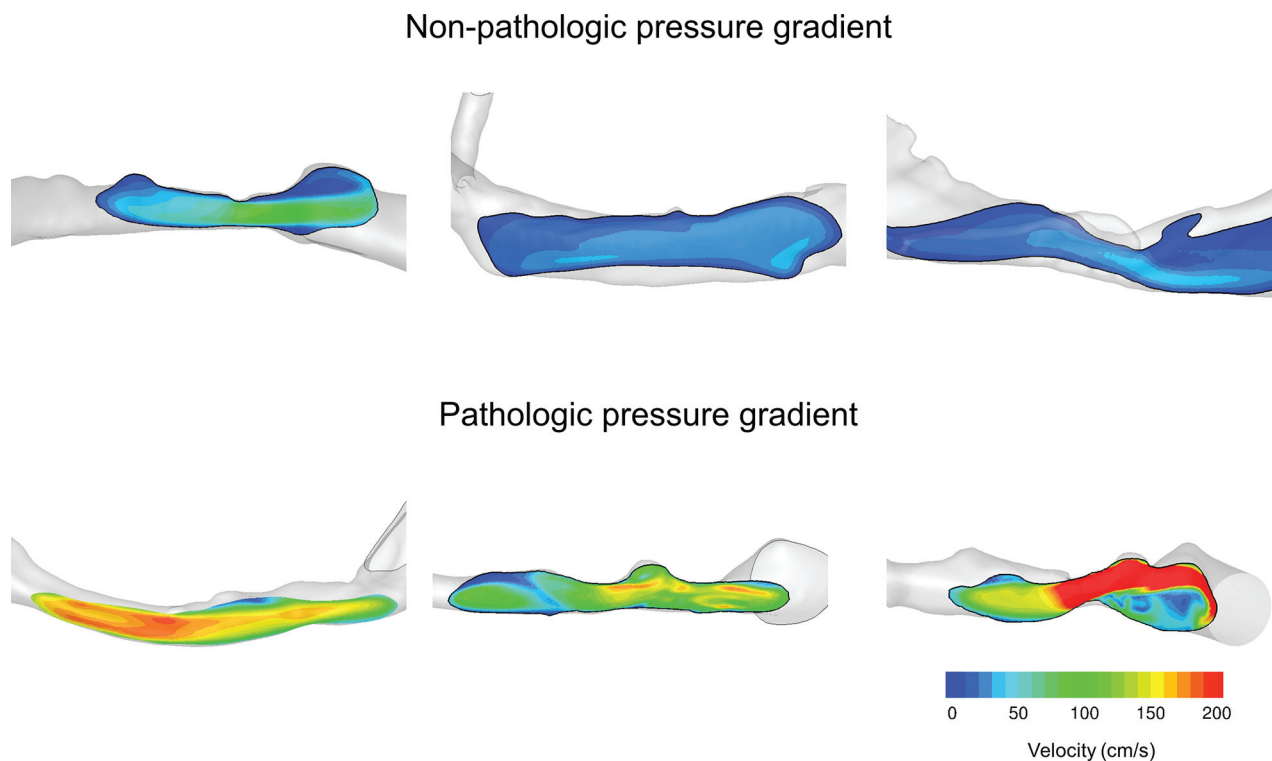 Non-pathologic pressure gradient
Pathologic pressure gradient
0 50 100 150 200
Velocity (cm/s)